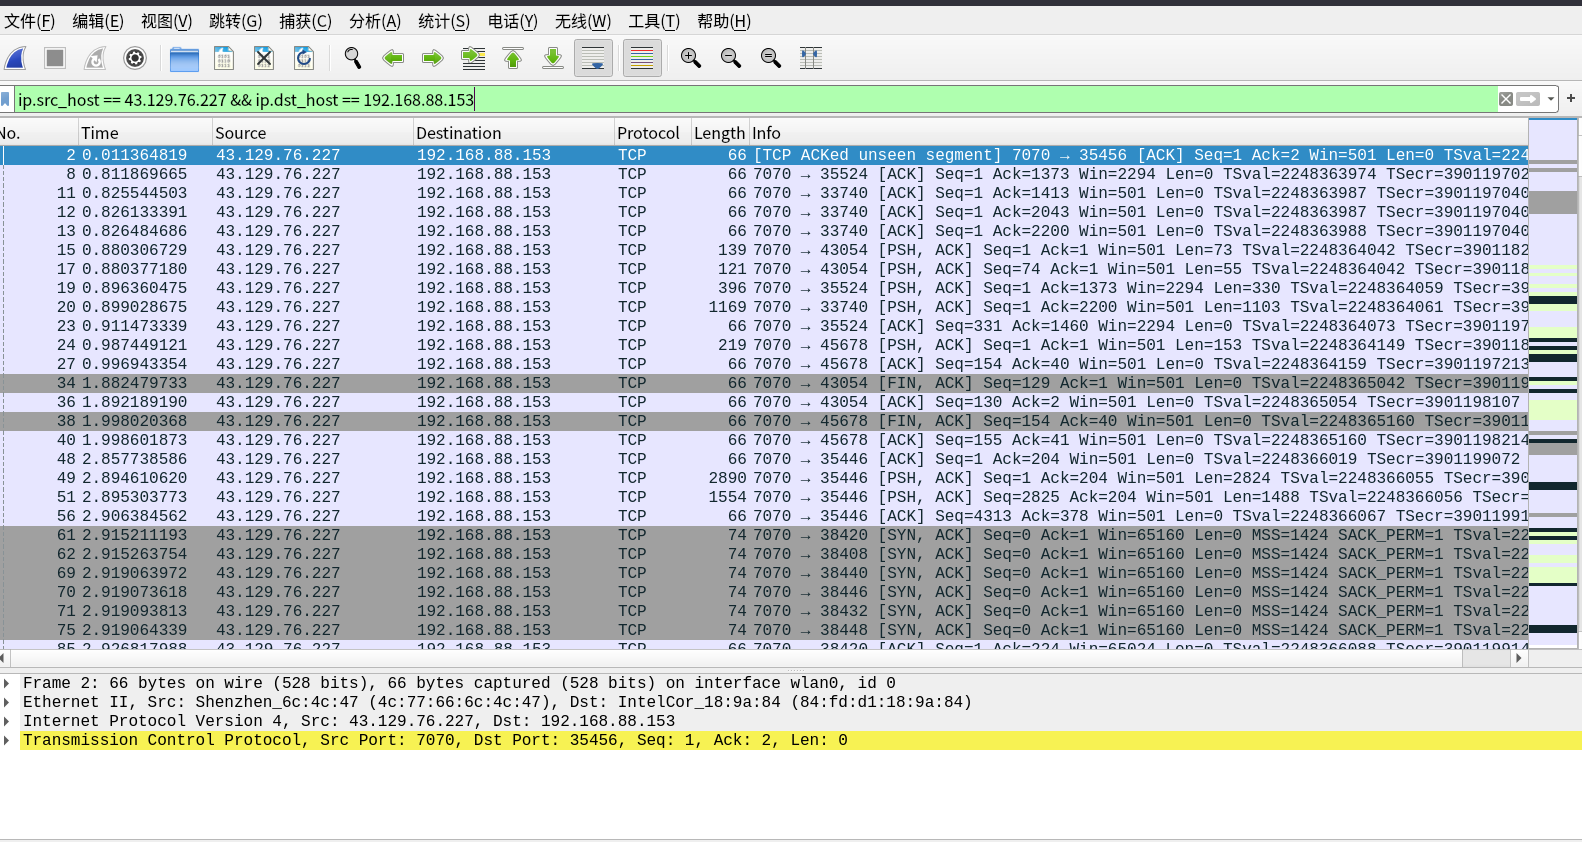 文件(F) 编辑(E) 视图(V) 跳转(G) 捕获(C) 分析(A) 统计(S) 电话(Y) 无线(W) 工具(T) 帮助(H)
ip.src_host == 43.129.76.227 && ip.dst_host == 192.168.88.153
No. Time Source Destination Protocol Length Info
2 0.011364819 43.129.76.227 192.168.88.153 TCP 66 [TCP ACKed unseen segment] 7070 → 35456 [ACK] Seq=1 Ack=2 Win=501 Len=0 TSval=224
8 0.811869665 43.129.76.227 192.168.88.153 TCP 66 7070 → 35524 [ACK] Seq=1 Ack=1373 Win=2294 Len=0 TSval=2248363974 TSecr=390119702
11 0.825544503 43.129.76.227 192.168.88.153 TCP 66 7070 → 33740 [ACK] Seq=1 Ack=1413 Win=501 Len=0 TSval=2248363987 TSecr=3901197040
12 0.826133391 43.129.76.227 192.168.88.153 TCP 66 7070 → 33740 [ACK] Seq=1 Ack=2043 Win=501 Len=0 TSval=2248363987 TSecr=3901197040
13 0.826484686 43.129.76.227 192.168.88.153 TCP 66 7070 → 33740 [ACK] Seq=1 Ack=2200 Win=501 Len=0 TSval=2248363988 TSecr=3901197040
15 0.880306729 43.129.76.227 192.168.88.153 TCP 139 7070 → 43054 [PSH, ACK] Seq=1 Ack=1 Win=501 Len=73 TSval=2248364042 TSecr=3901182
17 0.880377180 43.129.76.227 192.168.88.153 TCP 121 7070 → 43054 [PSH, ACK] Seq=74 Ack=1 Win=501 Len=55 TSval=2248364042 TSecr=390118
19 0.896360475 43.129.76.227 192.168.88.153 TCP 396 7070 → 35524 [PSH, ACK] Seq=1 Ack=1373 Win=2294 Len=330 TSval=2248364059 TSecr=39
20 0.899028675 43.129.76.227 192.168.88.153 TCP 1169 7070 → 33740 [PSH, ACK] Seq=1 Ack=2200 Win=501 Len=1103 TSval=2248364061 TSecr=39
23 0.911473339 43.129.76.227 192.168.88.153 TCP 66 7070 → 35524 [ACK] Seq=331 Ack=1460 Win=2294 Len=0 TSval=2248364073 TSecr=3901197
24 0.987449121 43.129.76.227 192.168.88.153 TCP 219 7070 → 45678 [PSH, ACK] Seq=1 Ack=1 Win=501 Len=153 TSval=2248364149 TSecr=390118
27 0.996943354 43.129.76.227 192.168.88.153 TCP 66 7070 → 45678 [ACK] Seq=154 Ack=40 Win=501 Len=0 TSval=2248364159 TSecr=3901197213
34 1.882479733 43.129.76.227 192.168.88.153 TCP 66 7070 → 43054 [FIN, ACK] Seq=129 Ack=1 Win=501 Len=0 TSval=2248365042 TSecr=390119
36 1.892189190 43.129.76.227 192.168.88.153 TCP 66 7070 → 43054 [ACK] Seq=130 Ack=2 Win=501 Len=0 TSval=2248365054 TSecr=3901198107
38 1.998020368 43.129.76.227 192.168.88.153 TCP 66 7070 → 45678 [FIN, ACK] Seq=154 Ack=40 Win=501 Len=0 TSval=2248365160 TSecr=39011
40 1.998601873 43.129.76.227 192.168.88.153 TCP 66 7070 → 45678 [ACK] Seq=155 Ack=41 Win=501 Len=0 TSval=2248365160 TSecr=3901198214
48 2.857738586 43.129.76.227 192.168.88.153 TCP 66 7070 → 35446 [ACK] Seq=1 Ack=204 Win=501 Len=0 TSval=2248366019 TSecr=3901199072
49 2.894610620 43.129.76.227 192.168.88.153 TCP 2890 7070 → 35446 [PSH, ACK] Seq=1 Ack=204 Win=501 Len=2824 TSval=2248366055 TSecr=390
51 2.895303773 43.129.76.227 192.168.88.153 TCP 1554 7070 → 35446 [PSH, ACK] Seq=2825 Ack=204 Win=501 Len=1488 TSval=2248366056 TSecr=
56 2.906384562 43.129.76.227 192.168.88.153 TCP 66 7070 → 35446 [ACK] Seq=4313 Ack=378 Win=501 Len=0 TSval=2248366067 TSecr=39011991
61 2.915211193 43.129.76.227 192.168.88.153 TCP 74 7070 → 38420 [SYN, ACK] Seq=0 Ack=1 Win=65160 Len=0 MSS=1424 SACK_PERM=1 TSval=22
62 2.915263754 43.129.76.227 192.168.88.153 TCP 74 7070 → 38408 [SYN, ACK] Seq=0 Ack=1 Win=65160 Len=0 MSS=1424 SACK_PERM=1 TSval=22
69 2.919063972 43.129.76.227 192.168.88.153 TCP 74 7070 → 38440 [SYN, ACK] Seq=0 Ack=1 Win=65160 Len=0 MSS=1424 SACK_PERM=1 TSval=22
70 2.919073618 43.129.76.227 192.168.88.153 TCP 74 7070 → 38446 [SYN, ACK] Seq=0 Ack=1 Win=65160 Len=0 MSS=1424 SACK_PERM=1 TSval=22
71 2.919093813 43.129.76.227 192.168.88.153 TCP 74 7070 → 38432 [SYN, ACK] Seq=0 Ack=1 Win=65160 Len=0 MSS=1424 SACK_PERM=1 TSval=22
75 2.919064339 43.129.76.227 192.168.88.153 TCP 74 7070 → 38448 [SYN, ACK] Seq=0 Ack=1 Win=65160 Len=0 MSS=1424 SACK_PERM=1 TSval=22
85 2.926817988 43.129.76.227 192.168.88.153 TCP 66 7070 → 38420 [ACK] Seq=1 Ack=224 Win=65024 Len=0 TSval=2248366088 TSecr=39011991​4
Frame 2: 66 bytes on wire (528 bits), 66 bytes captured (528 bits) on interface wlan0, id 0
Ethernet II, Src: Shenzhen_6c:4c:47 (4c:77:66:6c:4c:47), Dst: IntelCor_18:9a:84 (84:fd:d1:18:9a:84)
Internet Protocol Version 4, Src: 43.129.76.227, Dst: 192.168.88.153
Transmission Control Protocol, Src Port: 7070, Dst Port: 35456, Seq: 1, Ack: 2, Len: 0